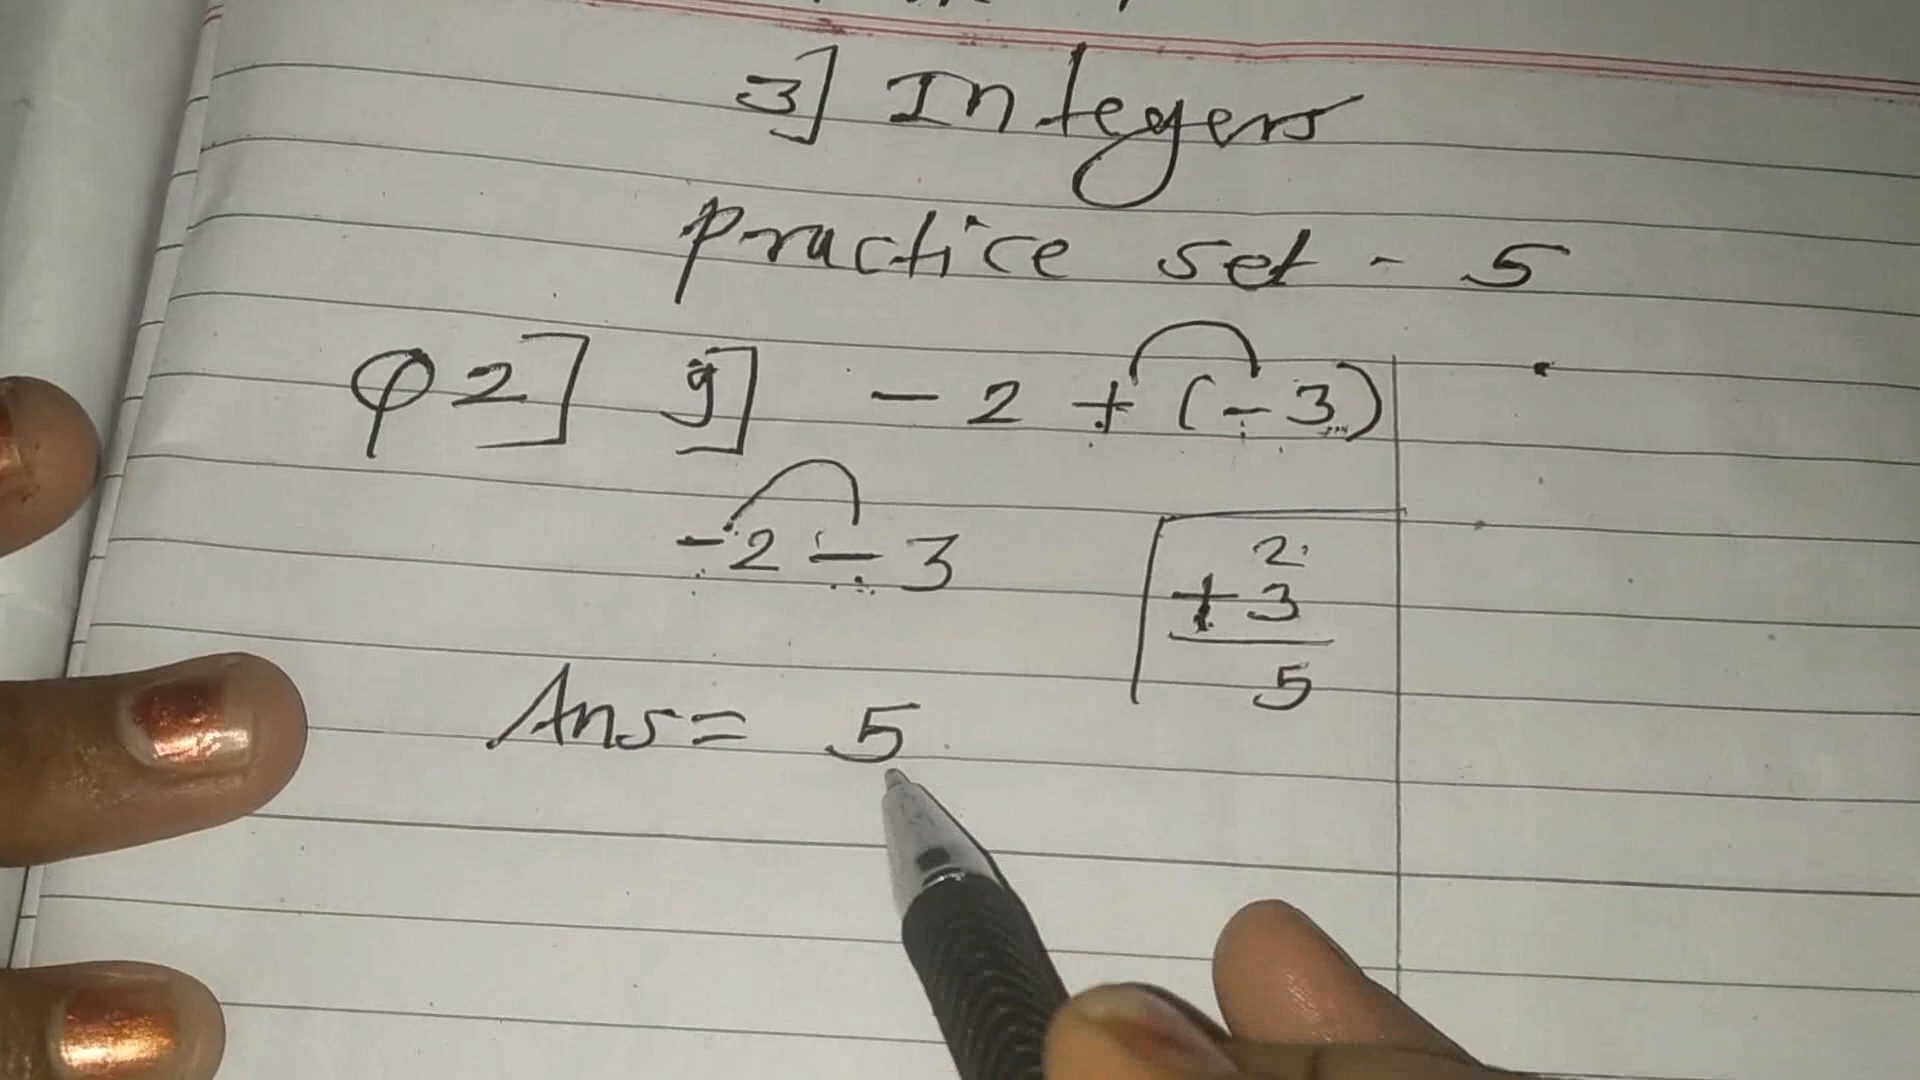 3] Integers
Practice set - 5
Q2] g] - 2 + (- 3)
- 2 - 3
2
+ 3
5
Ans = 5